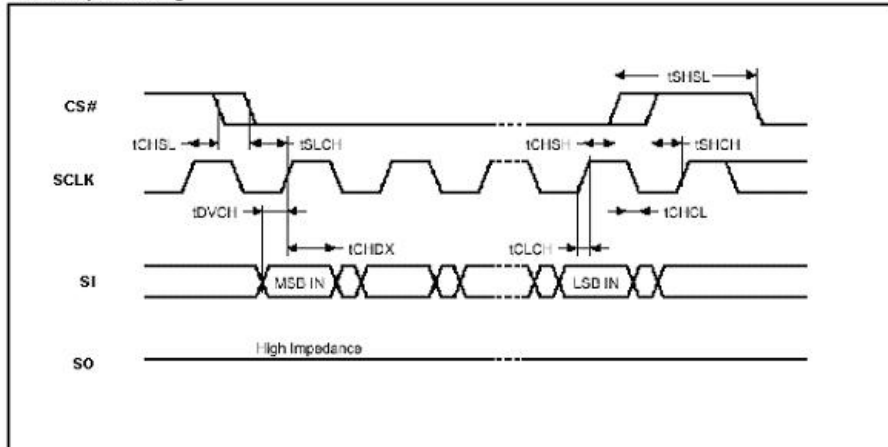 tSHSL
CS#
tCHSL
tSLCH
tCHSH
tSHCH
SCLK
tDVCH
tCHCL
tCHDX
tCLCH
SI
MSB IN
LSB IN
High Impedance
SO